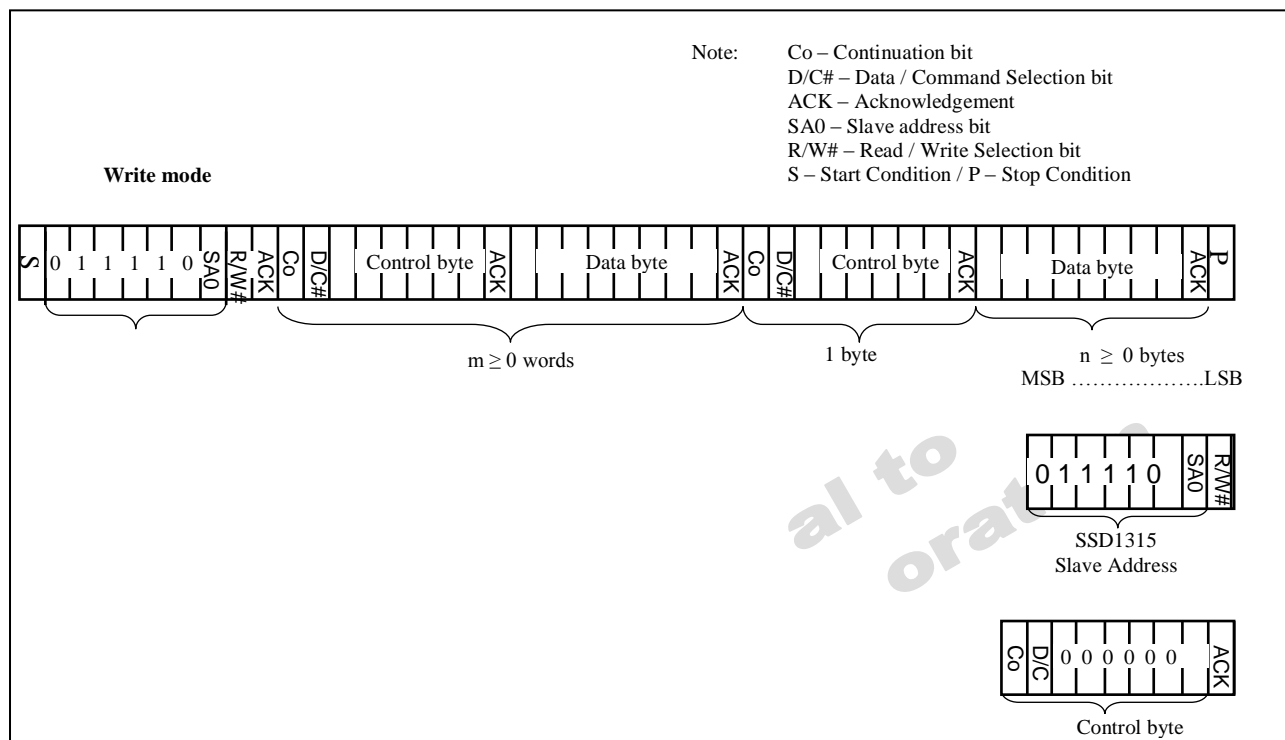 Note: Co – Continuation bit
D/C# – Data / Command Selection bit
ACK – Acknowledgement
SA0 – Slave address bit
R/W# – Read / Write Selection bit
S – Start Condition / P – Stop Condition
Write mode
S 0 1 1 1 1 0 SA0 R/W# ACK Co D/C# Control byte ACK Data byte ACK Co D/C# Control byte ACK Data byte ACK P
m ≥ 0 words 1 byte n ≥ 0 bytes
MSB ………………….LSB
0 1 1 1 1 0 SA0 R/W#
SSD1315
Slave Address
al to
Co D/C 0 0 0 0 0 0 ACK
Control byte